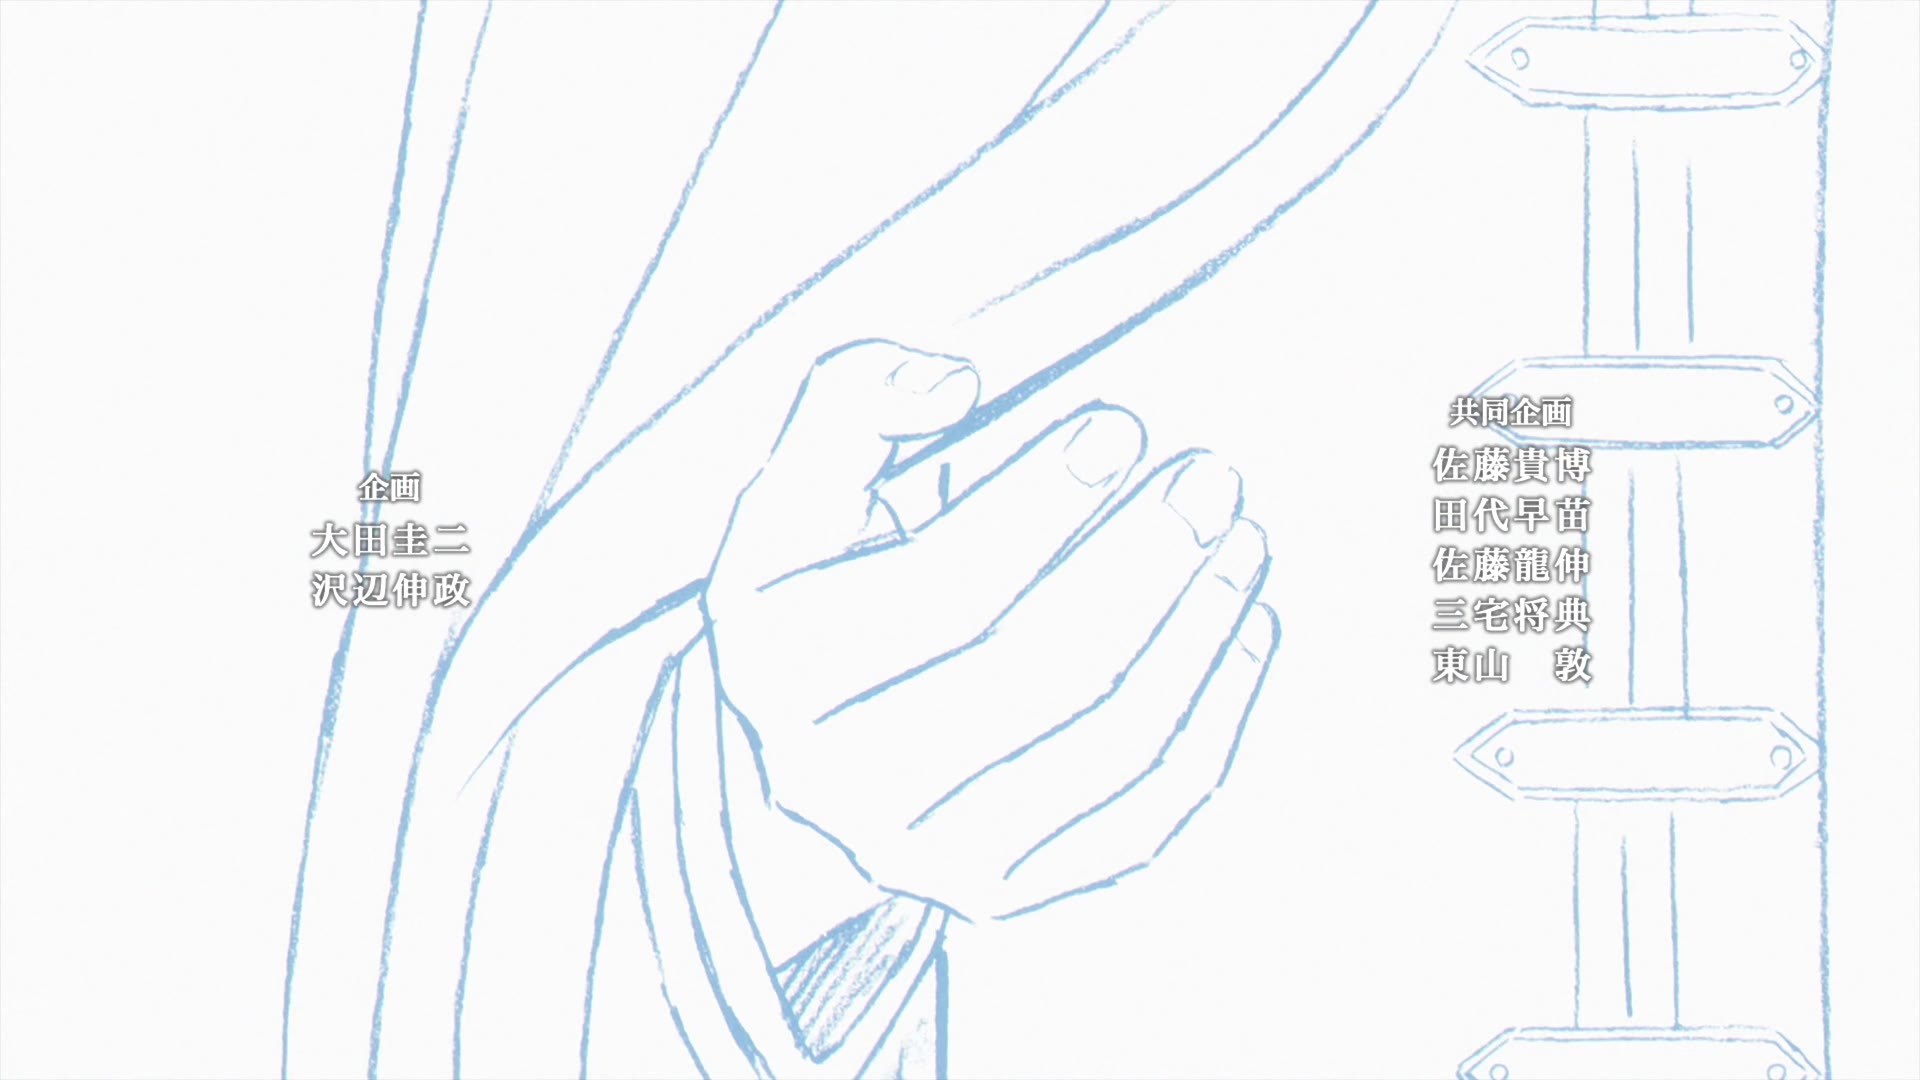 企画
大田圭二
沢辺伸政
共同企画
佐藤貴博
田代早苗
佐藤龍伸
三宅将典
東山　敦